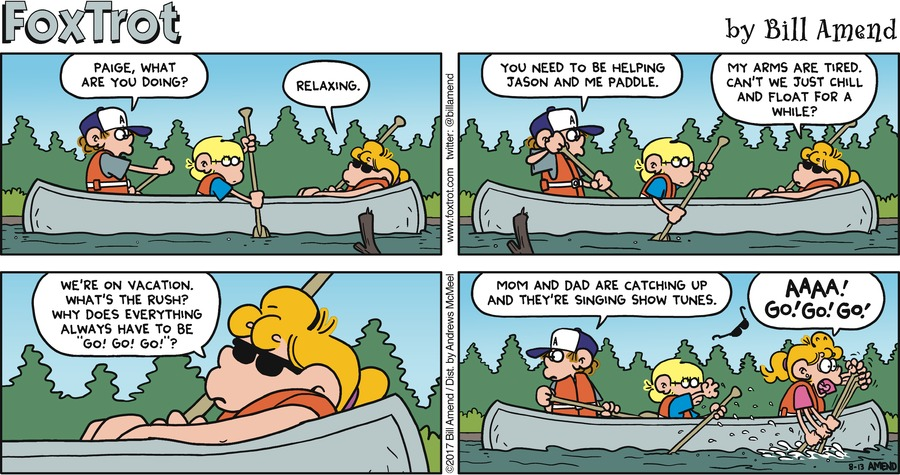 FoxTrot
by Bill Amend
PAIGE, WHAT
ARE YOU DOING?
RELAXING.
A
www.foxtrot.com twitter: @billamend
YOU NEED TO BE HELPING
JASON AND ME PADDLE.
MY ARMS ARE TIRED.
CAN'T WE JUST CHILL
AND FLOAT FOR A
WHILE?
A
WE'RE ON VACATION.
WHAT'S THE RUSH?
WHY DOES EVERYTHING
ALWAYS HAVE TO BE
"GO! GO! GO!"?
©2017 Bill Amend / Dist. by Andrews McMeel
MOM AND DAD ARE CATCHING UP
AND THEY'RE SINGING SHOW TUNES.
AAAA!
GO! GO! GO!
A
8-13 AMEND